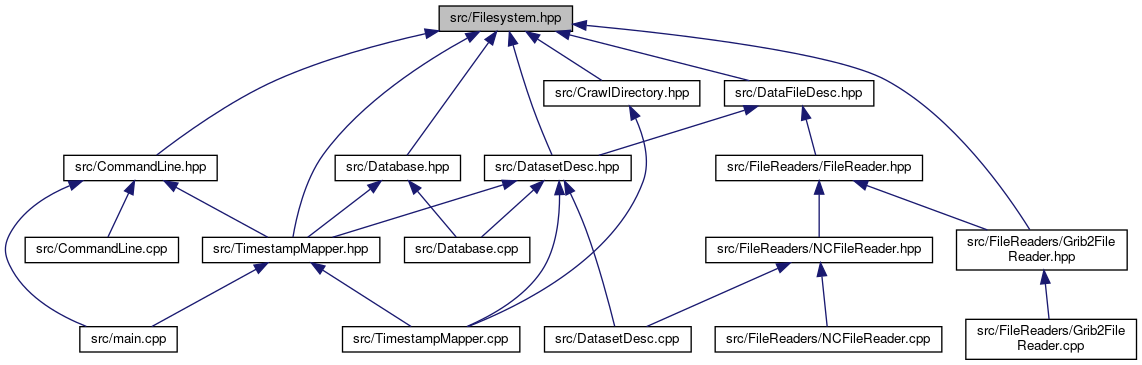 src/Filesystem.hpp
src/CrawlDirectory.hpp
src/DataFileDesc.hpp
src/CommandLine.hpp
src/Database.hpp
src/DatasetDesc.hpp
src/FileReaders/FileReader.hpp
src/CommandLine.cpp
src/TimestampMapper.hpp
src/Database.cpp
src/FileReaders/NCFileReader.hpp
src/FileReaders/Grib2File
Reader.hpp
src/main.cpp
src/TimestampMapper.cpp
src/DatasetDesc.cpp
src/FileReaders/NCFileReader.cpp
src/FileReaders/Grib2File
Reader.cpp